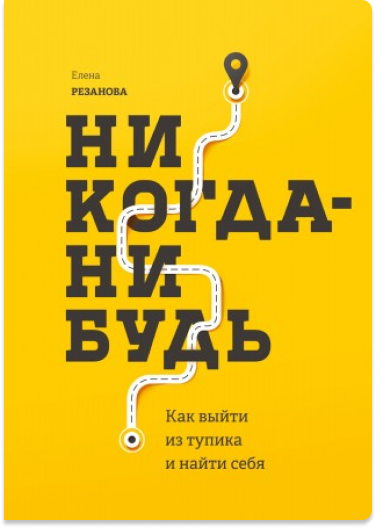 Елена
РЕЗАНОВА
НИ
КОГДА-
НИ
БУДЬ
Как выйти
из тупика
и найти себя